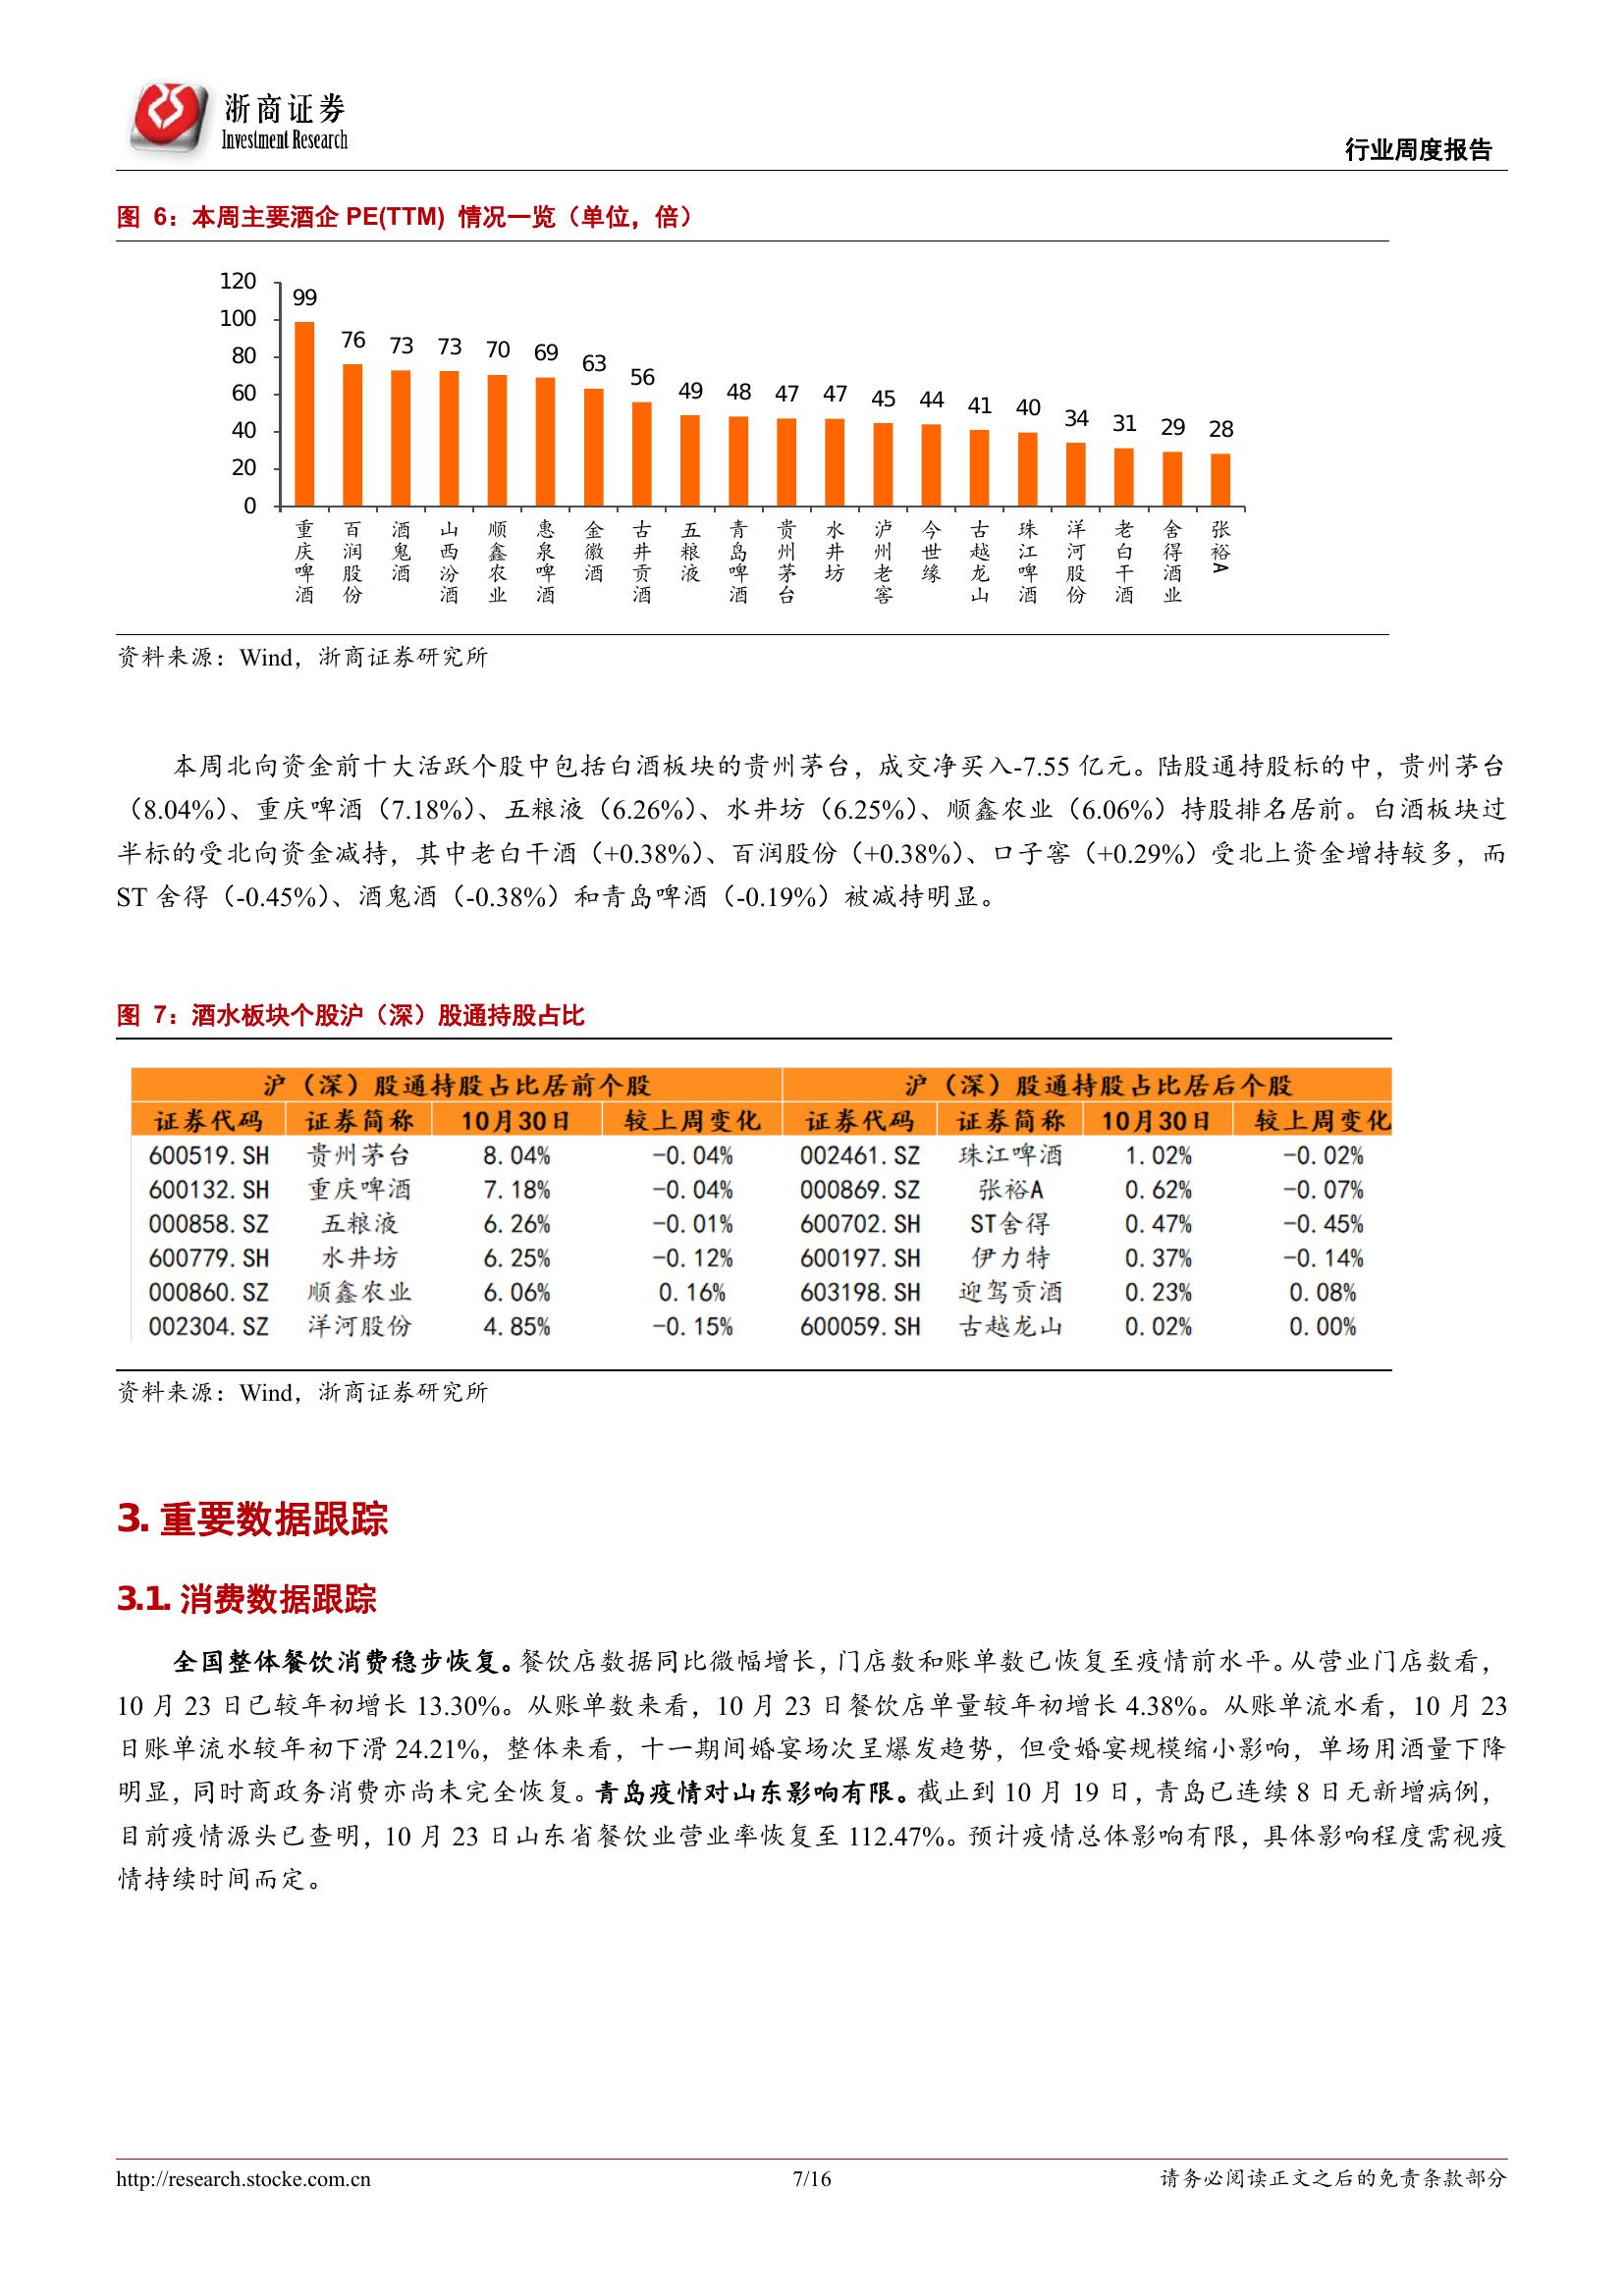 浙商证券
Investment Research
行业周度报告
图 6：本周主要酒企 PE(TTM) 情况一览（单位，倍）
120
100
80
60
40
20
0
99 76 73 73 70 69 63 56 49 48 47 47 45 44 41 40 34 31 29 28
重庆啤酒 百润股份 酒鬼酒 山西汾酒 顺鑫农业 惠泉啤酒 金徽酒 古井贡酒 五粮液 青岛啤酒 贵州茅台 水井坊 泸州老窖 今世缘 古越龙山 珠江啤酒 洋河股份 老白干酒 舍得酒业 张裕A
资料来源：Wind，浙商证券研究所
本周北向资金前十大活跃个股中包括白酒板块的贵州茅台，成交净买入-7.55 亿元。陆股通持股标的中，贵州茅台
（8.04%）、重庆啤酒（7.18%）、五粮液（6.26%）、水井坊（6.25%）、顺鑫农业（6.06%）持股排名居前。白酒板块过
半标的受北向资金减持，其中老白干酒（+0.38%）、百润股份（+0.38%）、口子窖（+0.29%）受北上资金增持较多，而
ST 舍得（-0.45%）、酒鬼酒（-0.38%）和青岛啤酒（-0.19%）被减持明显。
图 7：酒水板块个股沪（深）股通持股占比
沪（深）股通持股占比居前个股 沪（深）股通持股占比居后个股
证券代码 证券简称 10月30日 较上周变化 证券代码 证券简称 10月30日 较上周变化
600519.SH 贵州茅台 8.04% -0.04% 002461.SZ 珠江啤酒 1.02% -0.02%
600132.SH 重庆啤酒 7.18% -0.04% 000869.SZ 张裕A 0.62% -0.07%
000858.SZ 五粮液 6.26% -0.01% 600702.SH ST舍得 0.47% -0.45%
600779.SH 水井坊 6.25% -0.12% 600197.SH 伊力特 0.37% -0.14%
000860.SZ 顺鑫农业 6.06% 0.16% 603198.SH 迎驾贡酒 0.23% 0.08%
002304.SZ 洋河股份 4.85% -0.15% 600059.SH 古越龙山 0.02% 0.00%
资料来源：Wind，浙商证券研究所
3. 重要数据跟踪
3.1. 消费数据跟踪
全国整体餐饮消费稳步恢复。餐饮店数据同比微幅增长，门店数和账单数已恢复至疫情前水平。从营业门店数看，
10 月 23 日已较年初增长 13.30%。从账单数来看，10 月 23 日餐饮店单量较年初增长 4.38%。从账单流水看，10 月 23
日账单流水较年初下滑 24.21%，整体来看，十一期间婚宴场次呈爆发趋势，但受婚宴规模缩小影响，单场用酒量下降
明显，同时商政务消费亦尚未完全恢复。青岛疫情对山东影响有限。截止到 10 月 19 日，青岛已连续 8 日无新增病例，
目前疫情源头已查明，10 月 23 日山东省餐饮业营业率恢复至 112.47%。预计疫情总体影响有限，具体影响程度需视疫
情持续时间而定。
http://research.stocke.com.cn
7/16
请务必阅读正文之后的免责条款部分